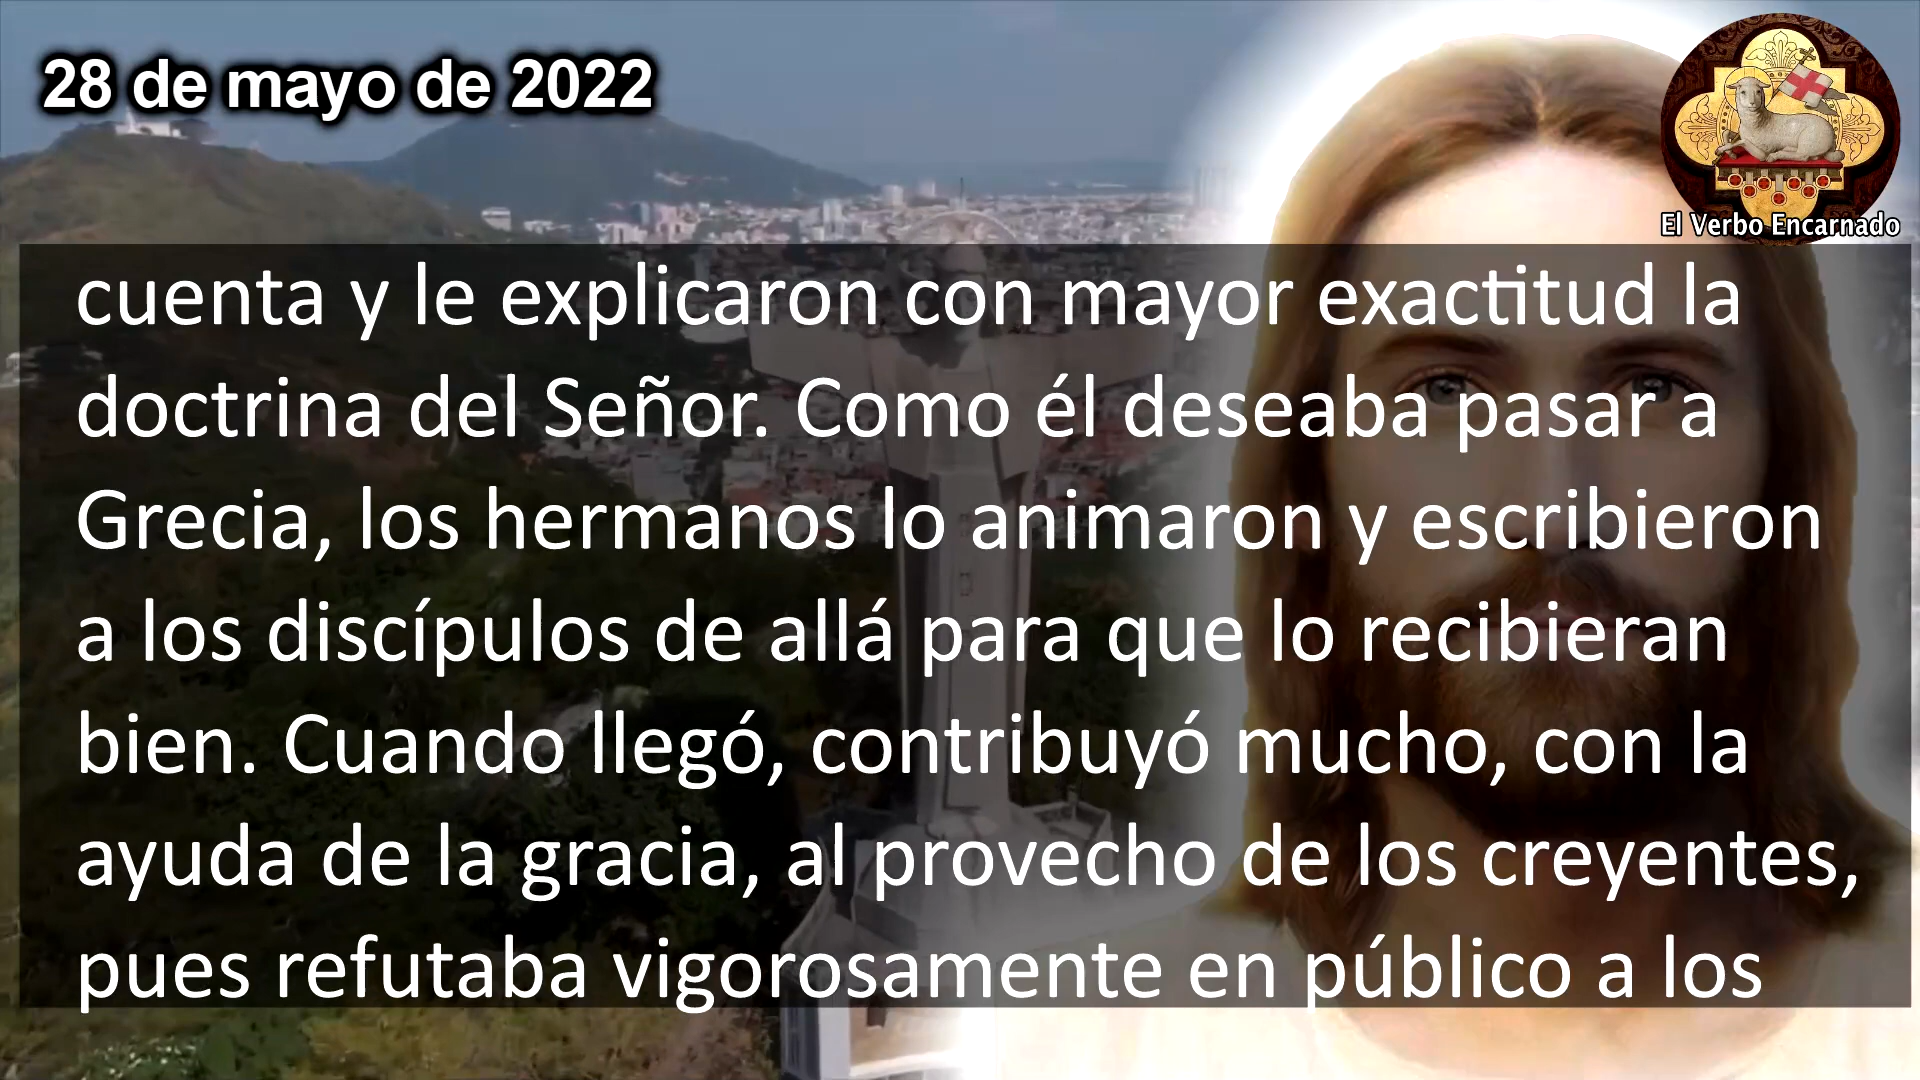 28 de mayo de 2022
El Verbo Encarnado
cuenta y le explicaron con mayor exactitud la
doctrina del Señor. Como él deseaba pasar a
Grecia, los hermanos lo animaron y escribieron
a los discípulos de allá para que lo recibieran
bien. Cuando llegó, contribuyó mucho, con la
ayuda de la gracia, al provecho de los creyentes,
pues refutaba vigorosamente en público a los